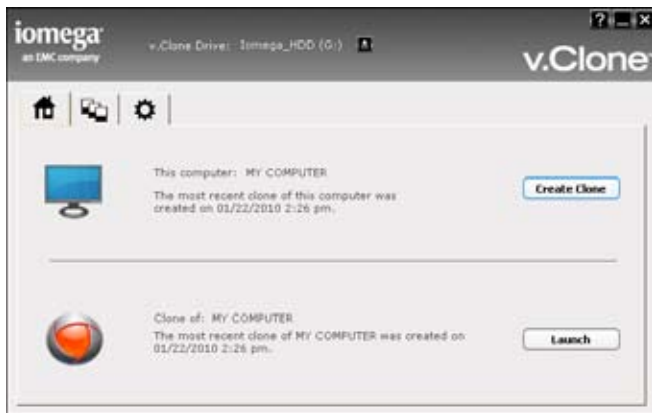 iomega
an EMC company
v.Clone Drive: Iomega_HDD (G:)
? _ X
v.Clone
This computer: MY COMPUTER
The most recent clone of this computer was
created on 01/22/2010 2:26 pm.
Create Clone
Clone of: MY COMPUTER
The most recent clone of MY COMPUTER was created on
01/22/2010 2:26 pm.
Launch